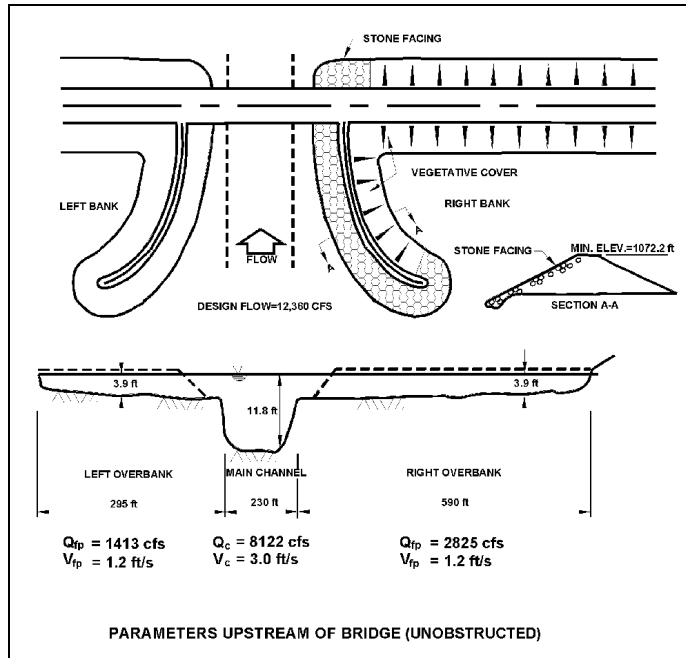 STONE FACING
VEGETATIVE COVER
LEFT BANK
RIGHT BANK
A
A
FLOW
STONE FACING
MIN. ELEV.=1072.2 ft
SECTION A-A
DESIGN FLOW=12,360 CFS
3.9 ft
3.9 ft
11.8 ft
LEFT OVERBANK
MAIN CHANNEL
RIGHT OVERBANK
295 ft
230 ft
590 ft
Qfp = 1413 cfs
Qc = 8122 cfs
Qfp = 2825 cfs
Vfp = 1.2 ft/s
Vc = 3.0 ft/s
Vfp = 1.2 ft/s
PARAMETERS UPSTREAM OF BRIDGE (UNOBSTRUCTED)